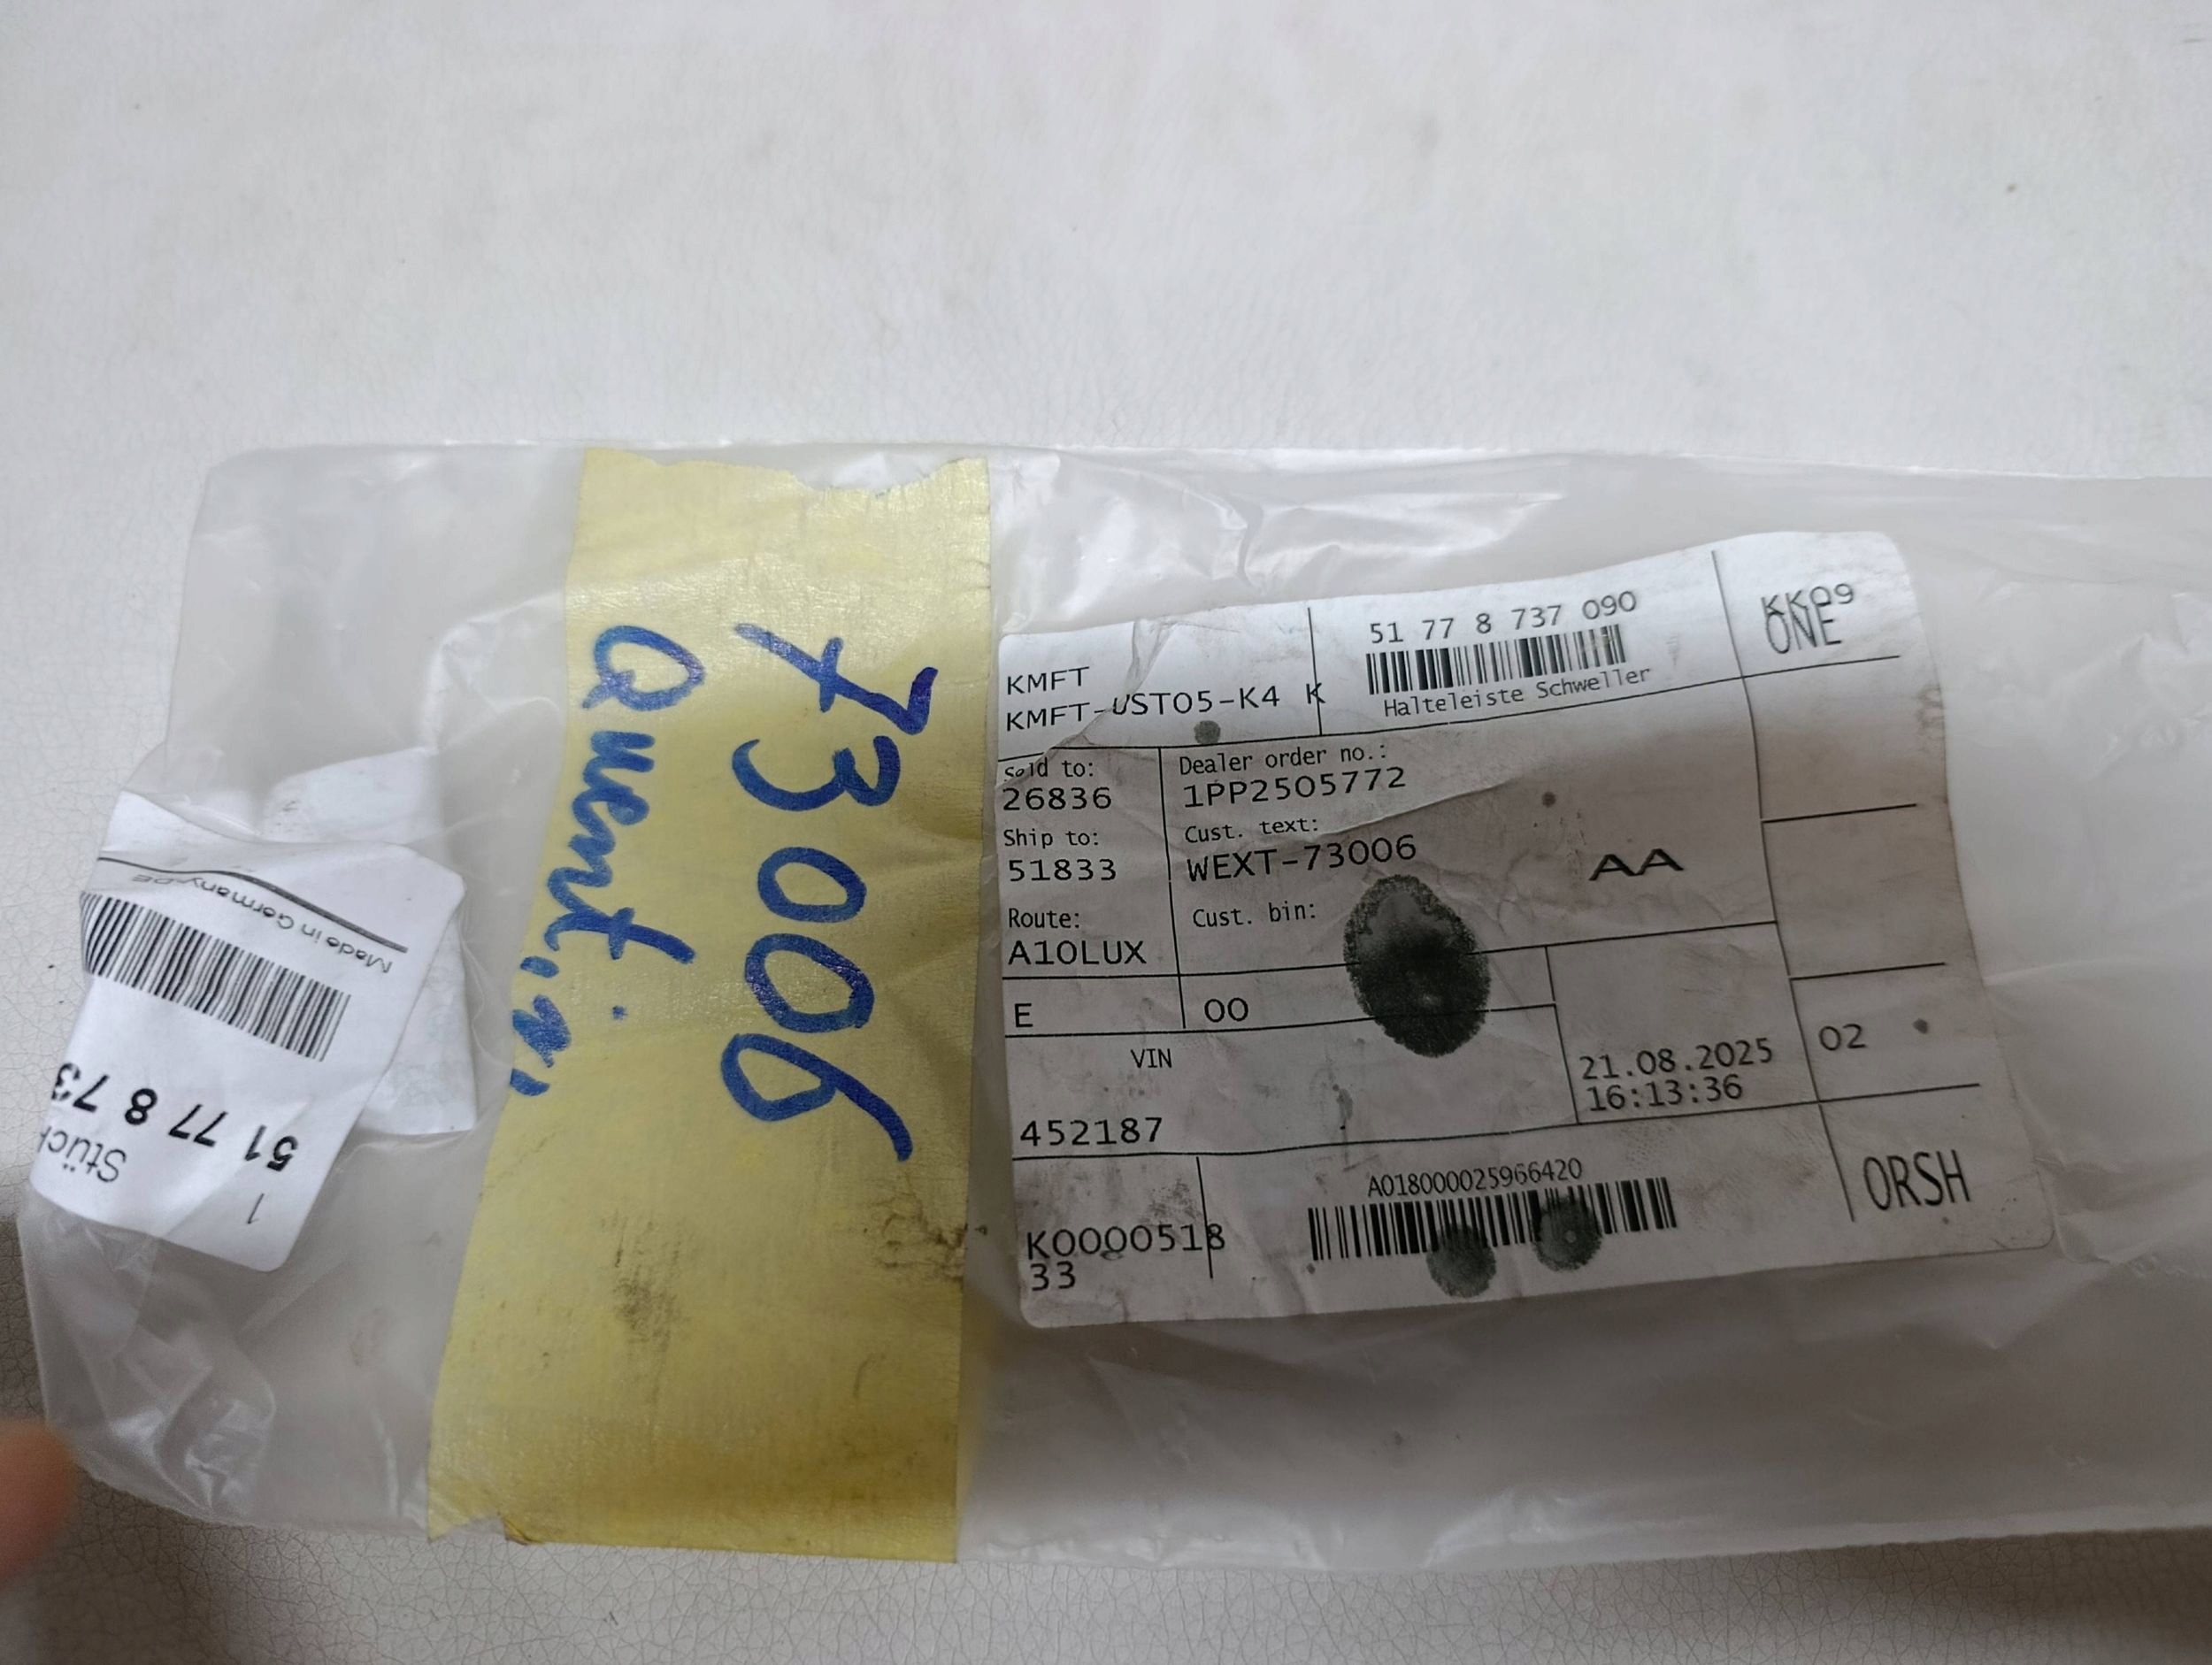 Made in Germany-DE
51 77 8 73
Stück
1
73006
Quentin
KMFT
KMFT-UST05-K4 K
51 77 8 737 090
Halteleiste Schweller
KK09
ONE
Sold to:
26836
Ship to:
51833
Route:
A10LUX
Dealer order no.:
1PP2505772
Cust. text:
WEXT-73006
Cust. bin:
AA
E
00
VIN
452187
21.08.2025
16:13:36
02
K0000518
33
A018000025966420
ORSH